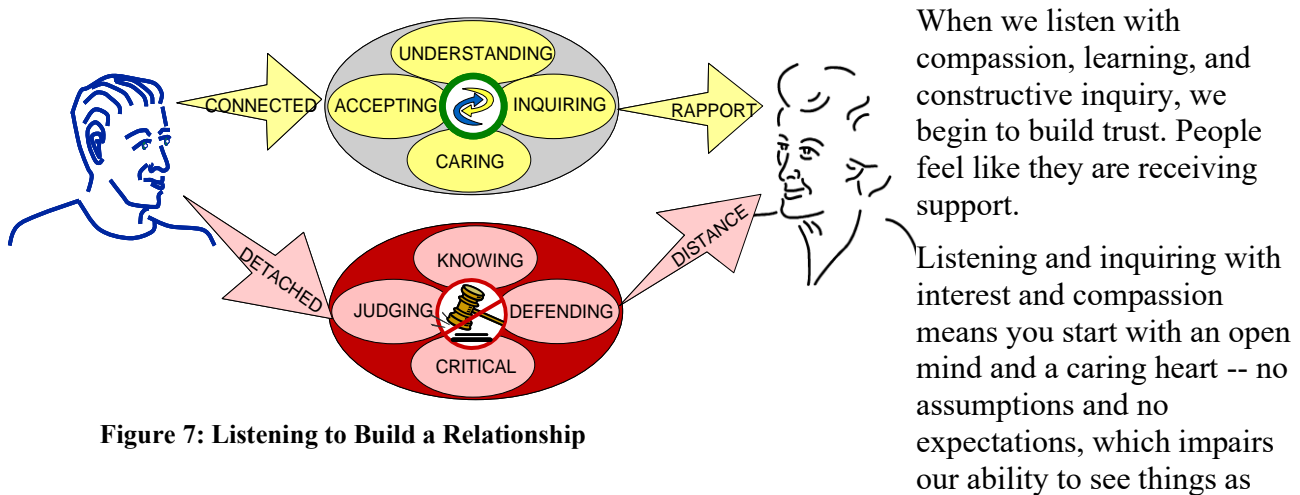 UNDERSTANDING
CONNECTED
ACCEPTING
INQUIRING
RAPPORT
CARING
DETACHED
KNOWING
JUDGING
DEFENDING
CRITICAL
DISTANCE
Figure 7: Listening to Build a Relationship
When we listen with
compassion, learning, and
constructive inquiry, we
begin to build trust. People
feel like they are receiving
support.
Listening and inquiring with
interest and compassion
means you start with an open
mind and a caring heart -- no
assumptions and no
expectations, which impairs
our ability to see things as